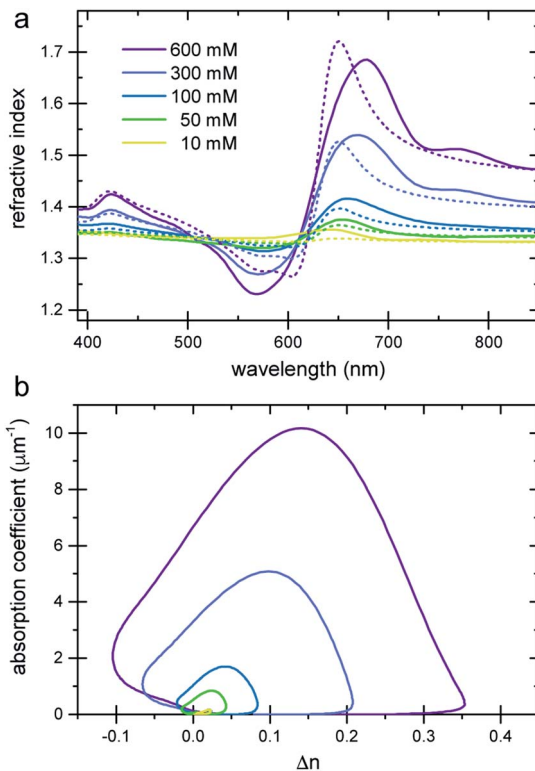 a
600 mM
300 mM
100 mM
50 mM
10 mM
refractive index
1.7
1.6
1.5
1.4
1.3
1.2
400 500 600 700 800
wavelength (nm)
b
absorption coefficient (μm⁻¹)
10
8
6
4
2
0
-0.1 0.0 0.1 0.2 0.3 0.4
Δn